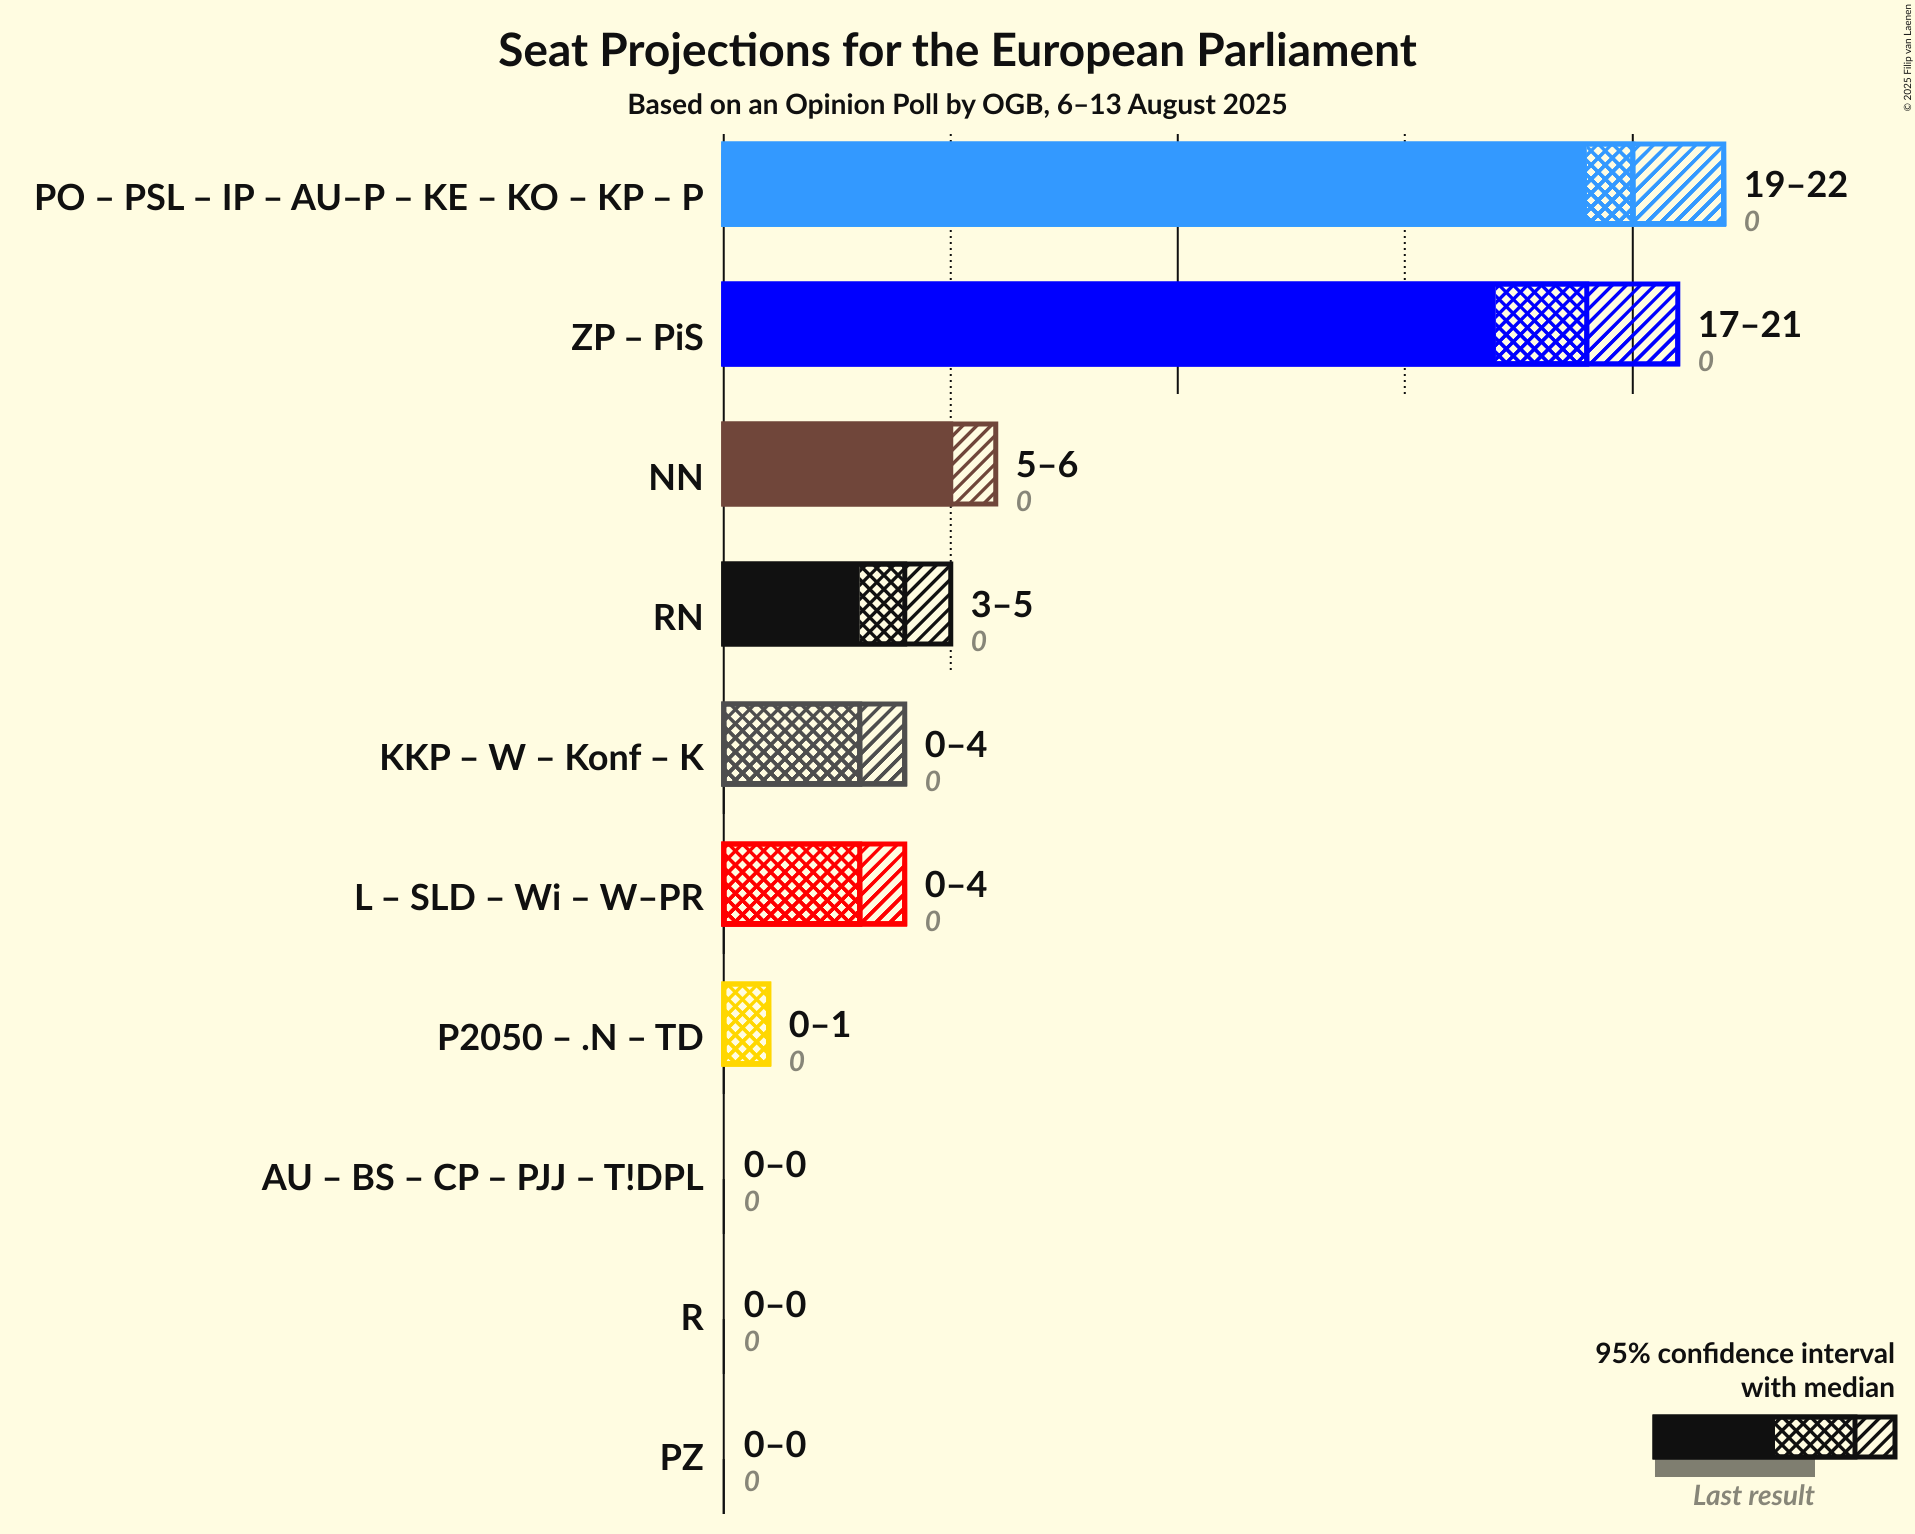 Seat Projections for the European Parliament
Based on an Opinion Poll by OGB, 6–13 August 2025
© 2025 Filip van Laenen
PO – PSL – IP – AU–P – KE – KO – KP – P
19–22
0
ZP – PiS
17–21
0
NN
5–6
0
RN
3–5
0
KKP – W – Konf – K
0–4
0
L – SLD – Wi – W–PR
0–4
0
P2050 – .N – TD
0–1
0
AU – BS – CP – PJJ – T!DPL
0–0
0
R
0–0
0
PZ
0–0
0
95% confidence interval
with median
Last result